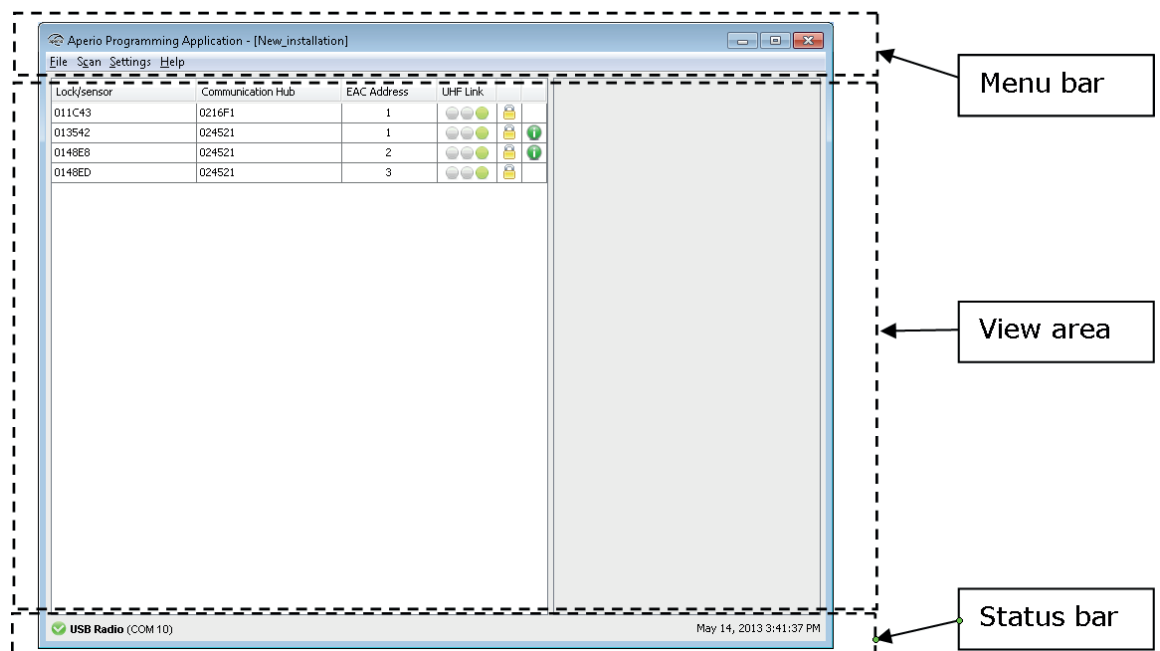 Aperio Programming Application - [New_installation]
File Scan Settings Help
Menu bar
Lock/sensor Communication Hub EAC Address UHF Link
011C43 0216F1 1
013542 024521 1
0148E8 024521 2
0148ED 024521 3
View area
Status bar
USB Radio (COM 10) May 14, 2013 3:41:37 PM